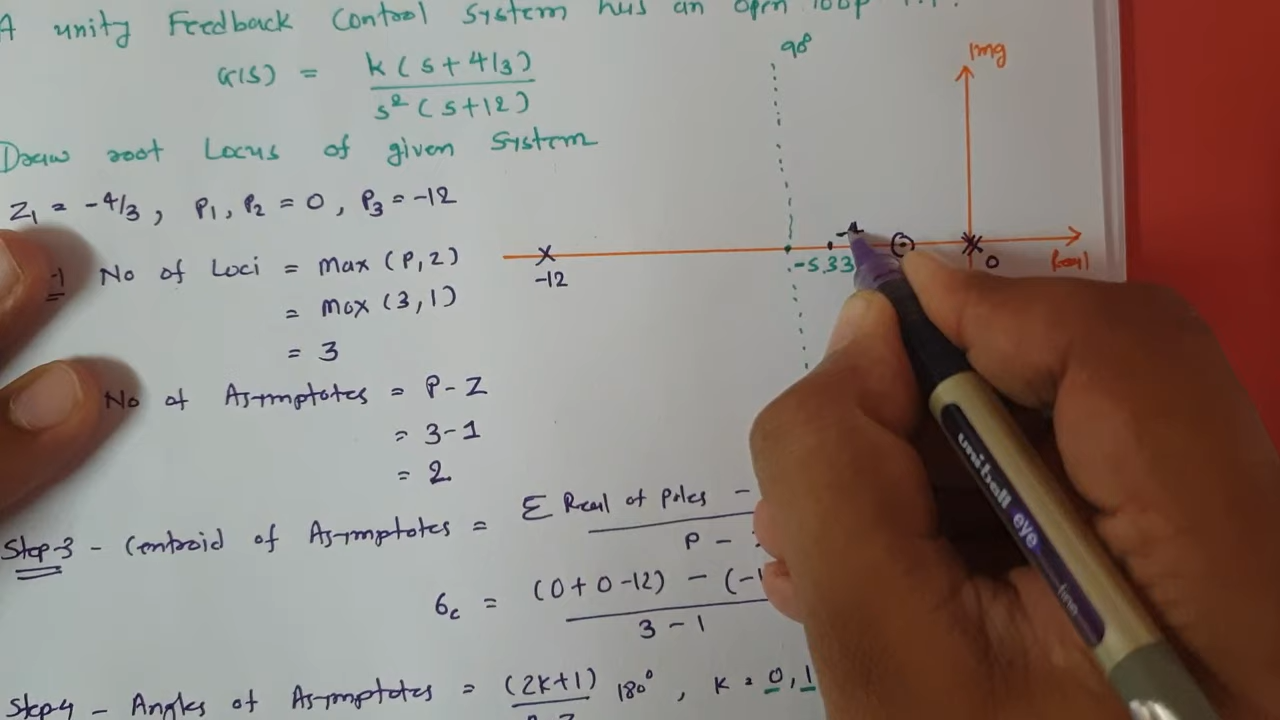 A unity Feedback Control System has an open loop T.F.
G(s) = k(s+4/3)
s²(s+12)
Draw root Locus of given System
Z₁ = -4/3, P₁, P₂ = 0, P₃ = -12
-1 No of Loci = max (P, Z)
= max (3,1)
= 3
No of Asymptotes = P-Z
= 3-1
= 2
Step-3 - Centroid of Asymptotes = Σ Real of Poles -
P -
σc = (0+0-12) - (-
3-1
Step-4 - Angles of Asymptotes = (2k+1) 180°, k = 0,1
P-Z
90°
Img
-12
-5.33
0
Real
uniball eye
fine